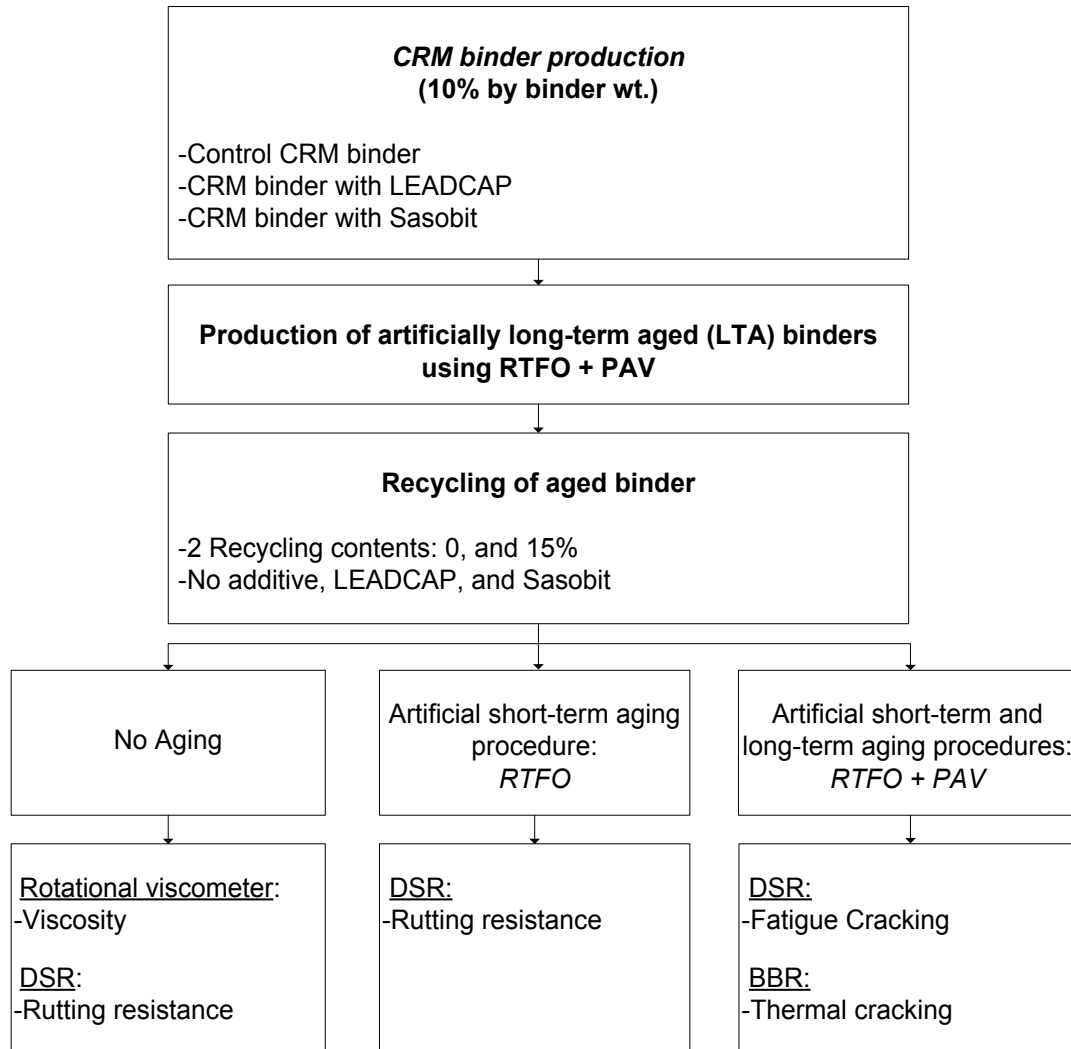 CRM binder production
(10% by binder wt.)
-Control CRM binder
-CRM binder with LEADCAP
-CRM binder with Sasobit
Production of artificially long-term aged (LTA) binders
using RTFO + PAV
Recycling of aged binder
-2 Recycling contents: 0, and 15%
-No additive, LEADCAP, and Sasobit
No Aging
Artificial short-term aging
procedure:
RTFO
Artificial short-term and
long-term aging procedures:
RTFO + PAV
Rotational viscometer:
-Viscosity
DSR:
-Rutting resistance
DSR:
-Rutting resistance
DSR:
-Fatigue Cracking
BBR:
-Thermal cracking